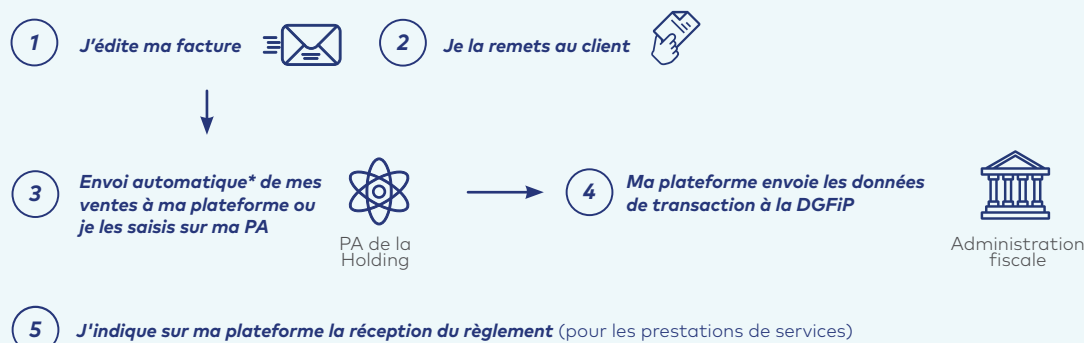 1 J'édite ma facture
2 Je la remets au client
3 Envoi automatique* de mes
ventes à ma plateforme ou
je les saisis sur ma PA
PA de la
Holding
4 Ma plateforme envoie les données
de transaction à la DGFiP
Administration
fiscale
5 J'indique sur ma plateforme la réception du règlement (pour les prestations de services)